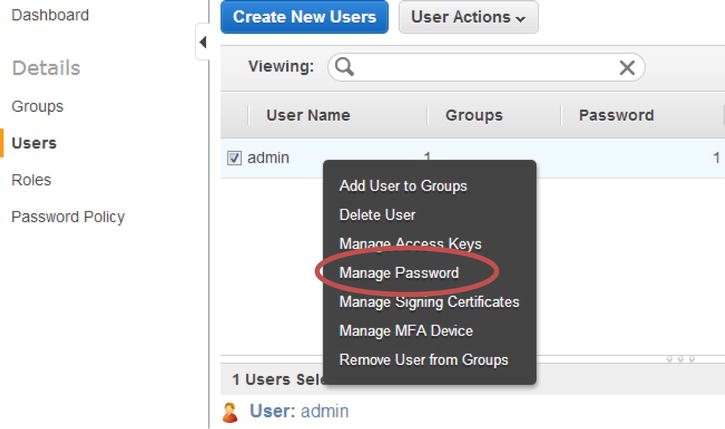 Dashboard
Create New Users
User Actions
Details
Viewing:
Groups
User Name
Groups
Password
Users
admin
1
1
Roles
Add User to Groups
Password Policy
Delete User
Manage Access Keys
Manage Password
Manage Signing Certificates
Manage MFA Device
Remove User from Groups
1 Users Sele
User: admin